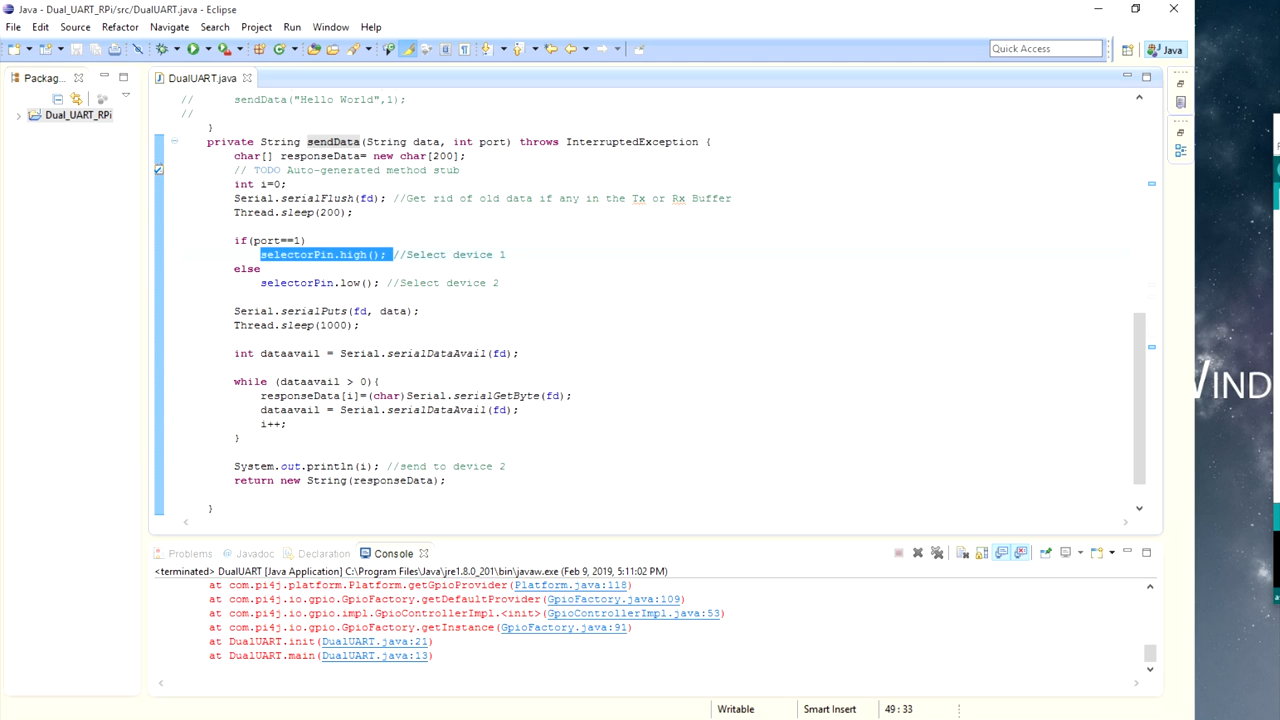 Java - Dual_UART_RPi/src/DualUART.java - Eclipse
File Edit Source Refactor Navigate Search Project Run Window Help
Quick Access
Java
Packag...
DualUART.java
Dual_UART_RPi
// sendData("Hello World",1);
//
}
private String sendData(String data, int port) throws InterruptedException {
char[] responseData= new char[200];
// TODO Auto-generated method stub
int i=0;
Serial.serialFlush(fd); //Get rid of old data if any in the Tx or Rx Buffer
Thread.sleep(200);
if(port==1)
selectorPin.high(); //Select device 1
else
selectorPin.low(); //Select device 2
Serial.serialPuts(fd, data);
Thread.sleep(1000);
int dataavail = Serial.serialDataAvail(fd);
while (dataavail > 0){
responseData[i]=(char)Serial.serialGetByte(fd);
dataavail = Serial.serialDataAvail(fd);
i++;
}
System.out.println(i); //send to device 2
return new String(responseData);
}
WIND
Problems Javadoc Declaration Console
<terminated> DualUART [Java Application] C:\Program Files\Java\jre1.8.0_201\bin\javaw.exe (Feb 9, 2019, 5:11:02 PM)
at com.pi4j.platform.Platform.getGpioProvider(Platform.java:118)
at com.pi4j.io.gpio.GpioFactory.getDefaultProvider(GpioFactory.java:109)
at com.pi4j.io.gpio.impl.GpioControllerImpl.<init>(GpioControllerImpl.java:53)
at com.pi4j.io.gpio.GpioFactory.getInstance(GpioFactory.java:91)
at DualUART.init(DualUART.java:21)
at DualUART.main(DualUART.java:13)
Writable Smart Insert 49 : 33